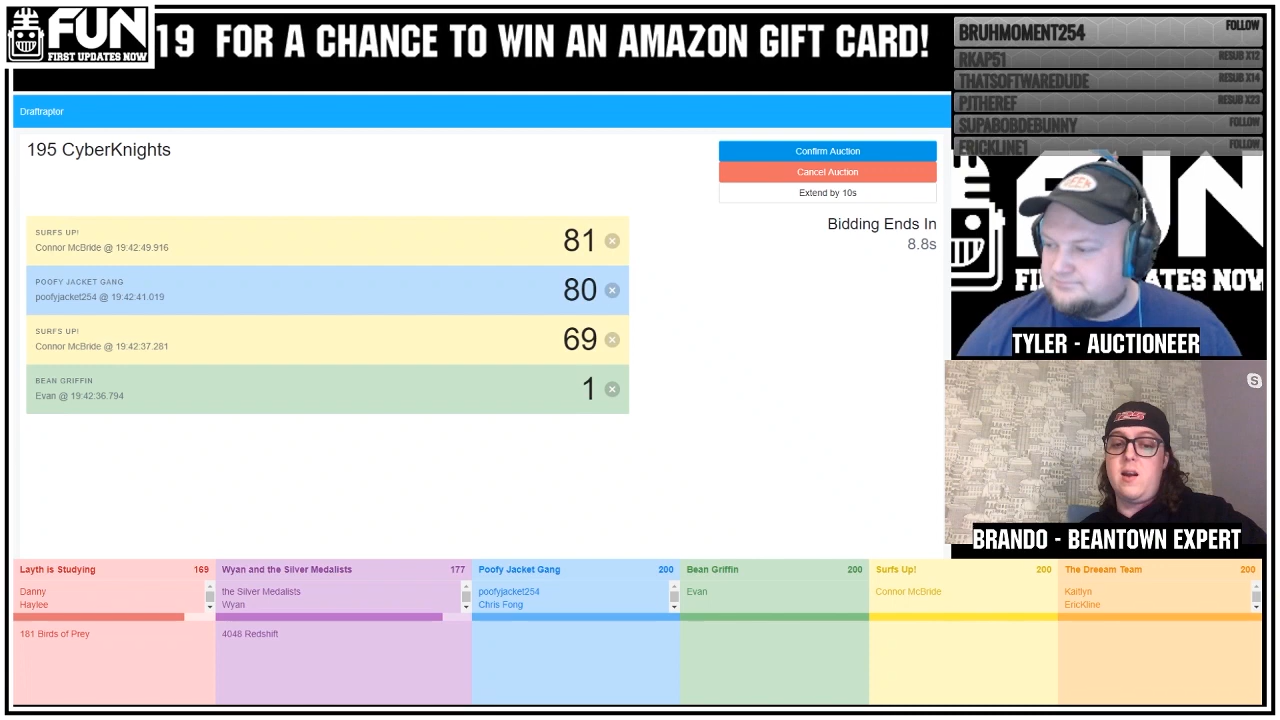 FUN
FIRST UPDATES NOW
19 FOR A CHANCE TO WIN AN AMAZON GIFT CARD!
BRUHMOMENT254 FOLLOW
RKAP51 RESUB X12
THATSOFTWAREDUDE RESUB X14
PJTHEREF RESUB X23
SUPABOBDEBUNNY FOLLOW
ERICKLINE1 FOLLOW
Draftraptor
195 CyberKnights
Confirm Auction
Cancel Auction
Extend by 10s
Bidding Ends In
8.8s
SURFS UP!
Connor McBride @ 19:42:49.916
81
POOFY JACKET GANG
poofyjacket254 @ 19:42:41.019
80
SURFS UP!
Connor McBride @ 19:42:37.281
69
BEAN GRIFFIN
Evan @ 19:42:36.794
1
FUN
FI ATES NOW
TYLER - AUCTIONEER
BRANDO - BEANTOWN EXPERT
Layth is Studying 169
Danny
Haylee
181 Birds of Prey
Wyan and the Silver Medalists 177
the Silver Medalists
Wyan
4048 Redshift
Poofy Jacket Gang 200
poofyjacket254
Chris Fong
Bean Griffin 200
Evan
Surfs Up! 200
Connor McBride
The Dreeam Team 200
Kaitlyn
EricKline